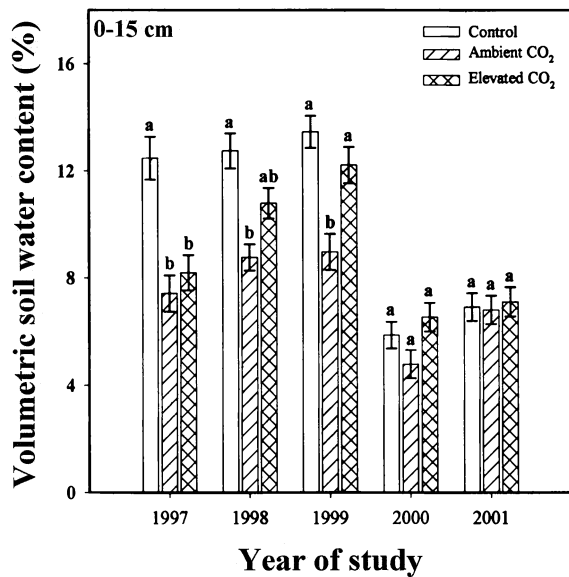 0-15 cm
Control
Ambient CO₂
Elevated CO₂
Volumetric soil water content (%)
16
12
8
4
0
a
b
b
a
b
ab
a
b
a
a
a
a
a
a
a
1997
1998
1999
2000
2001
Year of study